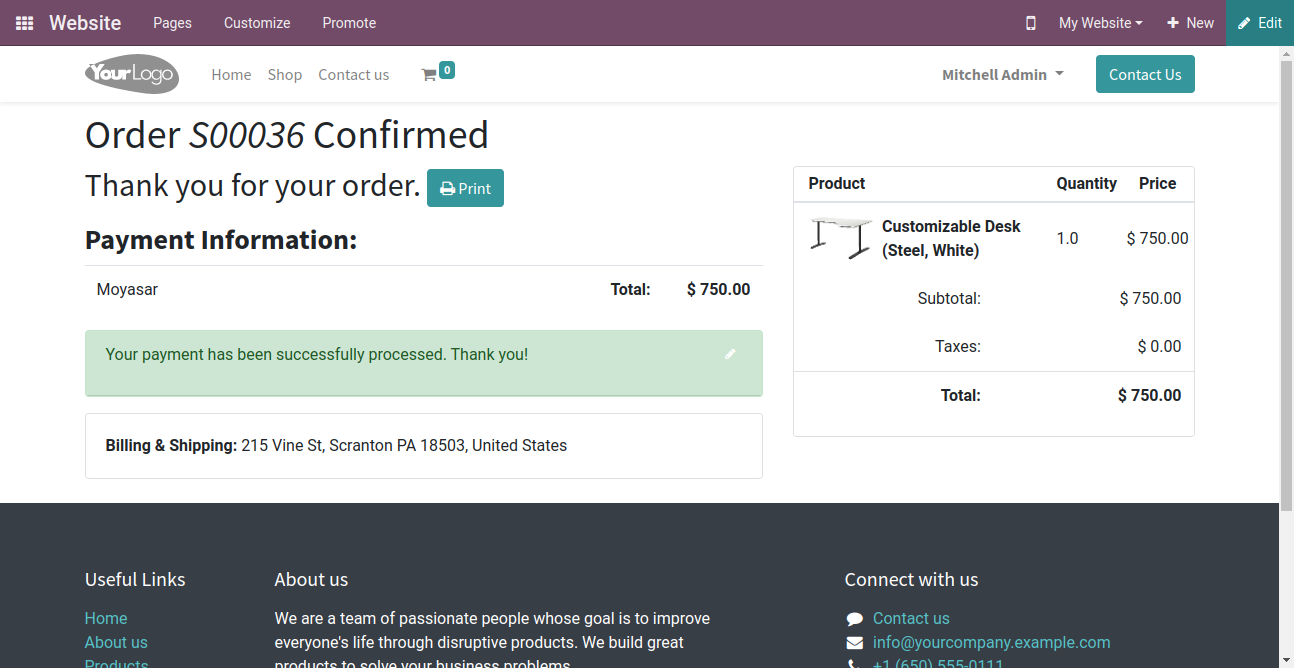 Website Pages Customize Promote My Website New Edit
YourLogo Home Shop Contact us 0 Mitchell Admin Contact Us
Order S00036 Confirmed
Thank you for your order. Print
Payment Information:
Moyasar Total: $ 750.00
Your payment has been successfully processed. Thank you!
Billing & Shipping: 215 Vine St, Scranton PA 18503, United States
Product Quantity Price
Customizable Desk
(Steel, White) 1.0 $ 750.00
Subtotal: $ 750.00
Taxes: $ 0.00
Total: $ 750.00
Useful Links
Home
About us
Products
About us
We are a team of passionate people whose goal is to improve
everyone's life through disruptive products. We build great
products to solve your business problems.
Connect with us
Contact us
info@yourcompany.example.com
+1 (650) 555-0111